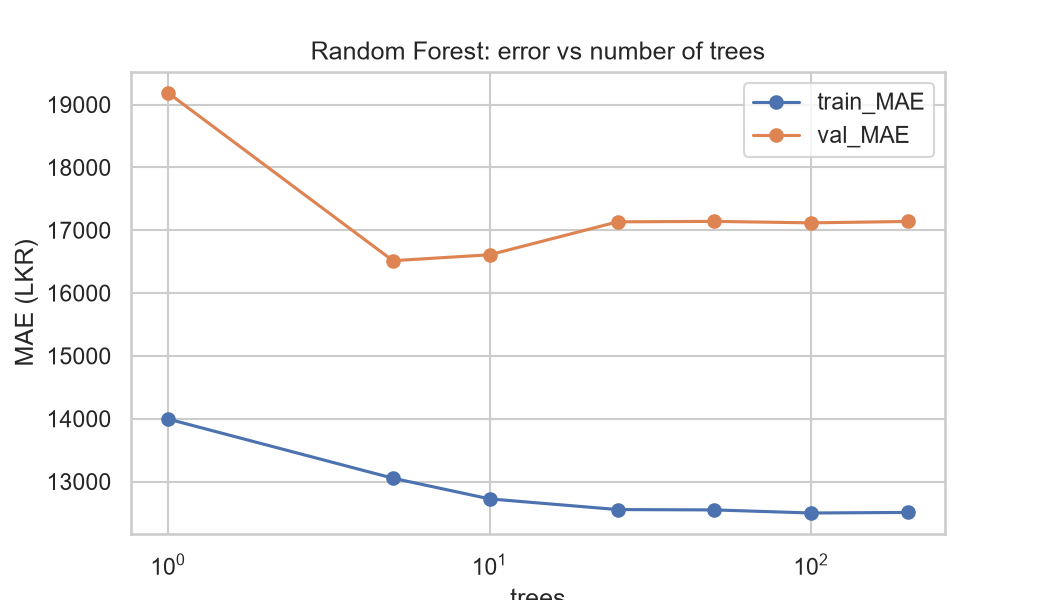 Random Forest: error vs number of trees
train_MAE
val_MAE
MAE (LKR)
19000
18000
17000
16000
15000
14000
13000
10⁰
10¹
10²
trees